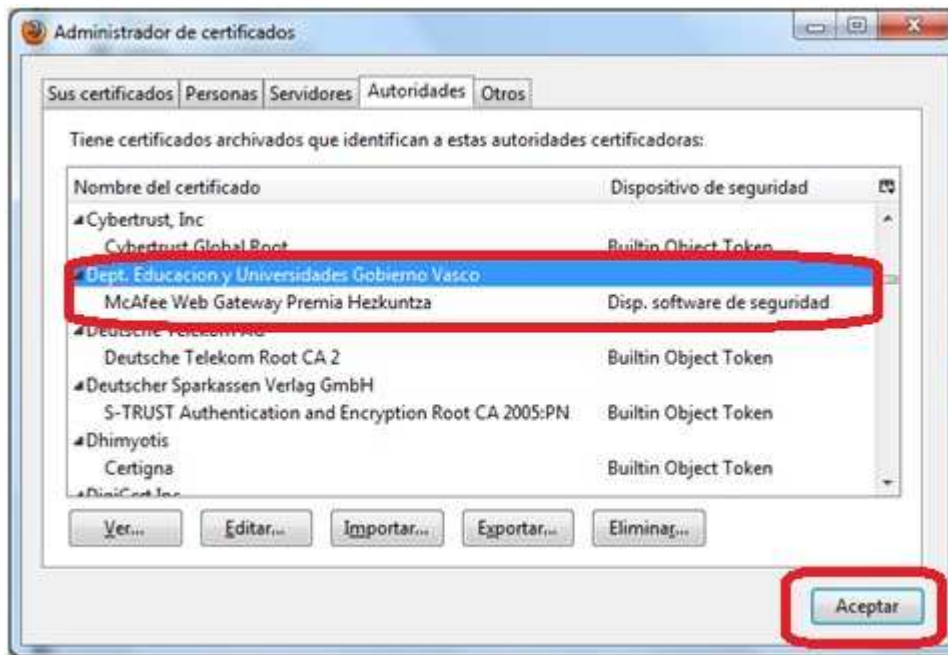 Administrador de certificados
Sus certificados Personas Servidores Autoridades Otros
Tiene certificados archivados que identifican a estas autoridades certificadoras:
Nombre del certificado Dispositivo de seguridad
Cybertrust, Inc
Cybertrust Global Root Builtin Object Token
Dept. Educacion y Universidades Gobierno Vasco
McAfee Web Gateway Premia Hezkuntza Disp. software de seguridad
Deutsche Telekom AG
Deutsche Telekom Root CA 2 Builtin Object Token
Deutscher Sparkassen Verlag GmbH
S-TRUST Authentication and Encryption Root CA 2005:PN Builtin Object Token
Dhimyotis
Certigna Builtin Object Token
DigiCert Inc
Ver... Editar... Importar... Exportar... Eliminar...
Aceptar